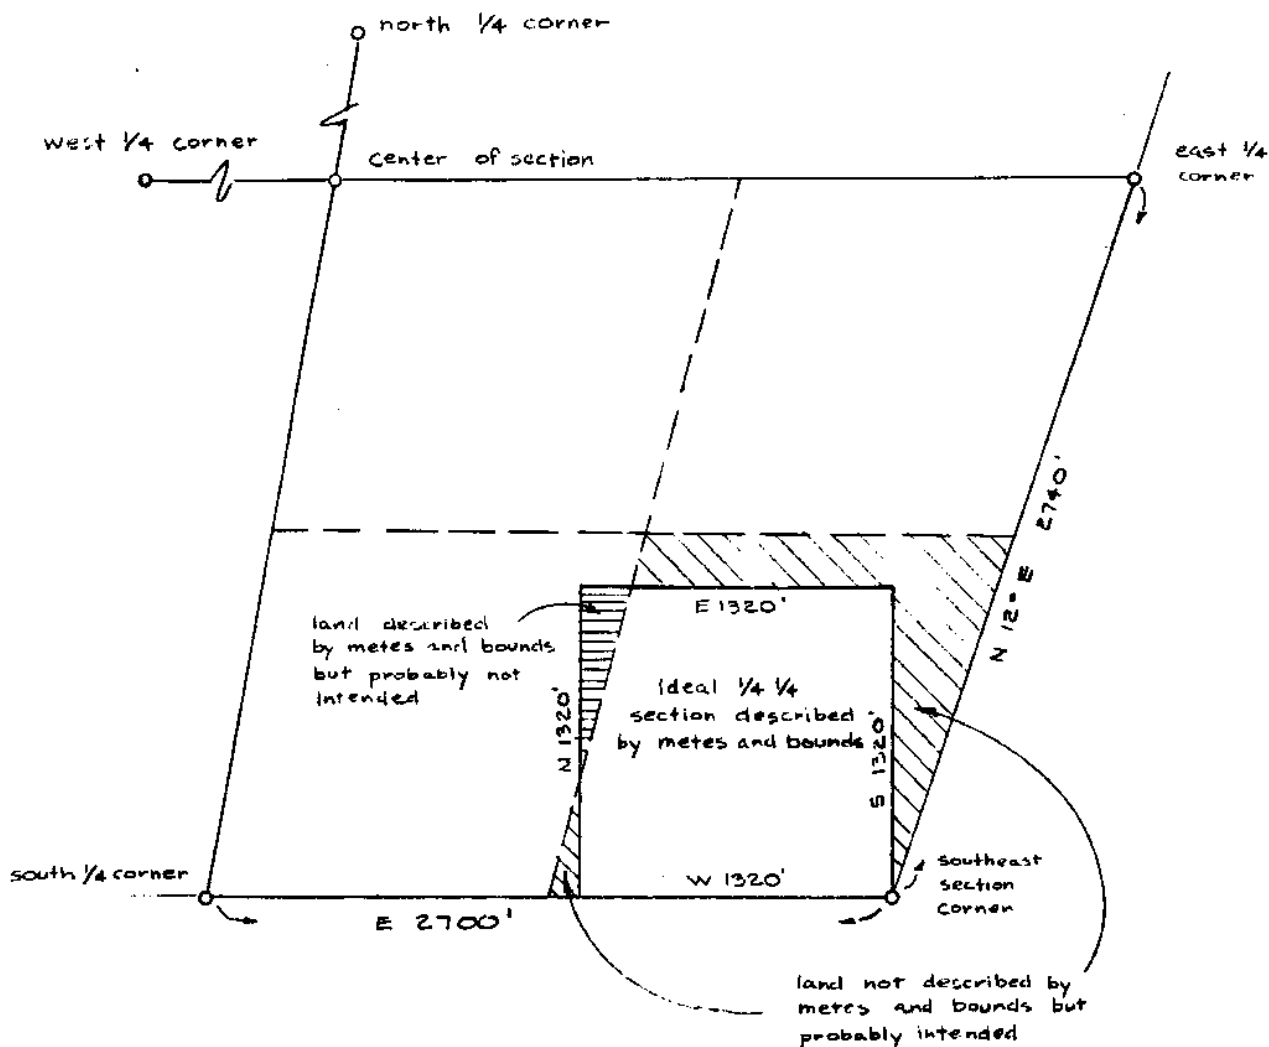 north 1/4 corner
west 1/4 corner
center of section
east 1/4
corner
N 12° E 2740'
E 1320'
land described
by metes and bounds
but probably not
intended
N 1320'
ideal 1/4 1/4
section described
by metes and bounds
S 1320'
south 1/4 corner
W 1320'
southeast
section
corner
E 2700'
land not described by
metes and bounds but
probably intended